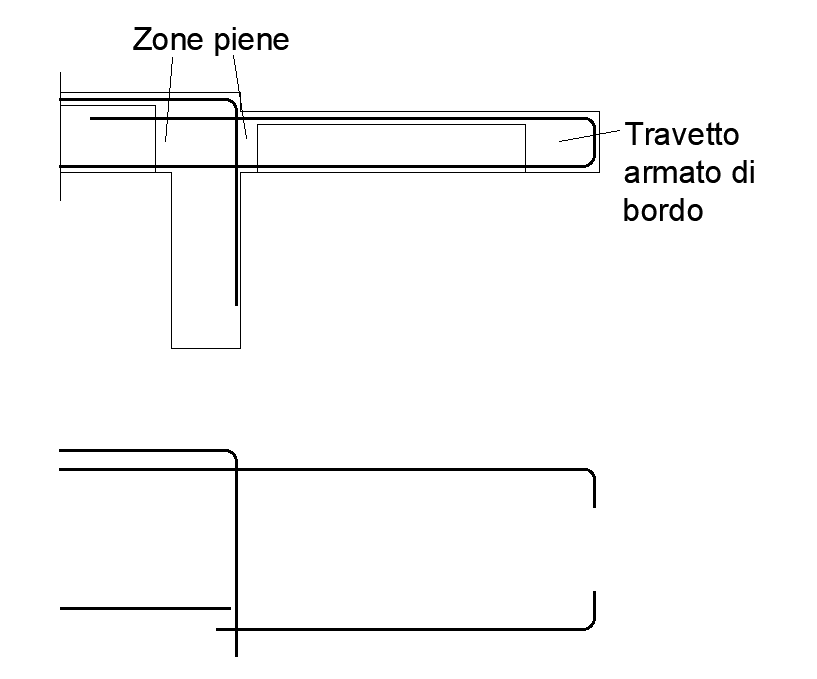 Zone piene
Travetto
armato di
bordo